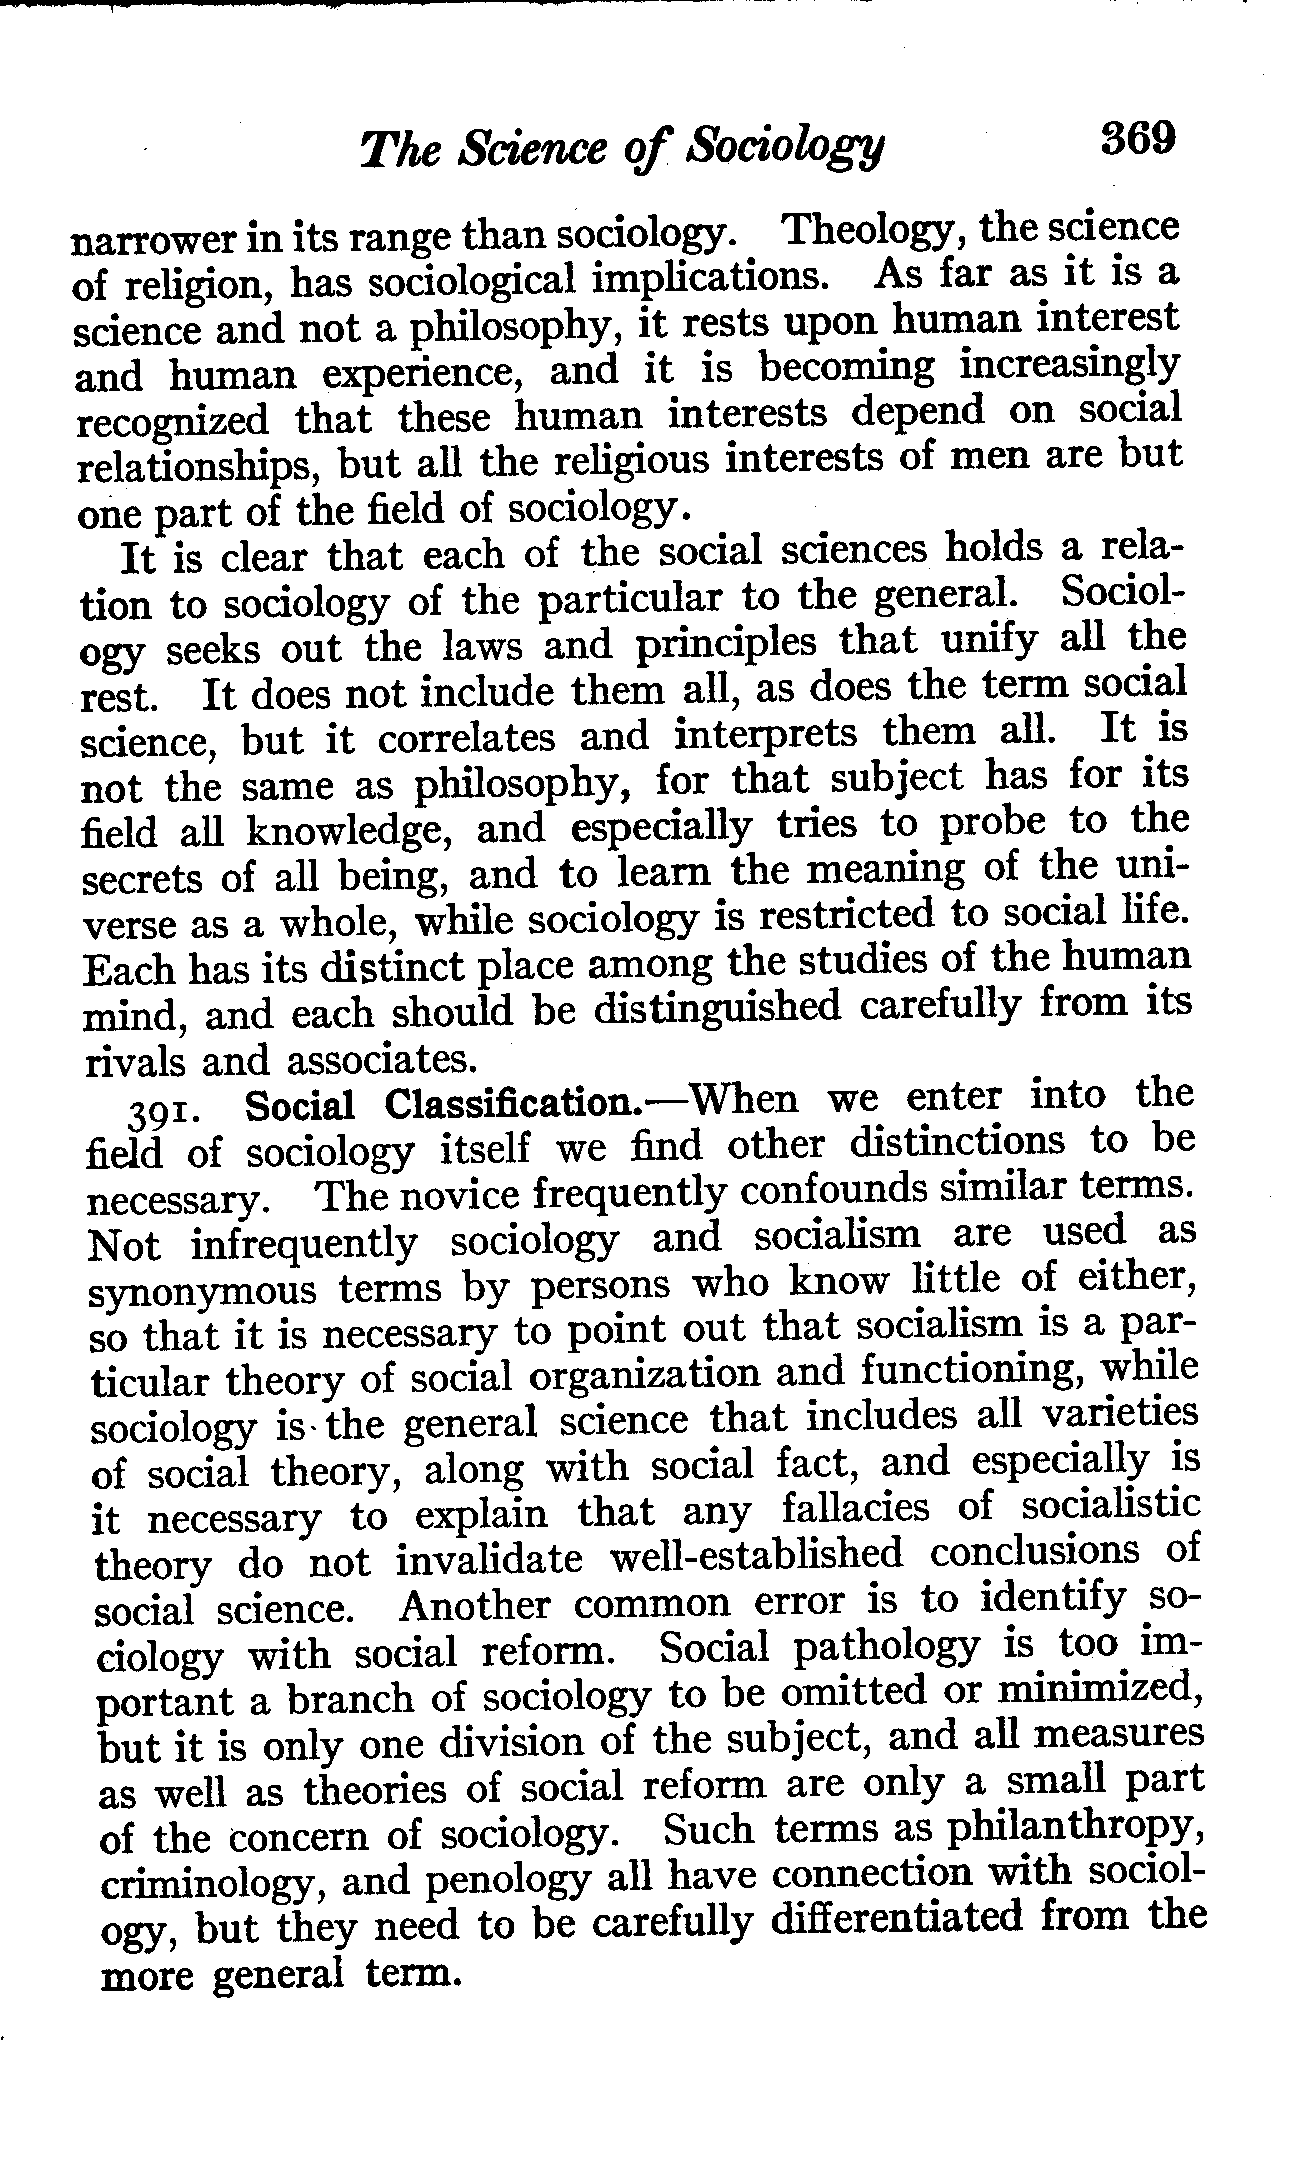 The Science of Sociology 369
narrower in its range than sociology. Theology, the science
of religion, has sociological implications. As far as it is a
science and not a philosophy, it rests upon human interest
and human experience, and it is becoming increasingly
recognized that these human interests depend on social
relationships, but all the religious interests of men are but
one part of the field of sociology.
It is clear that each of the social sciences holds a rela-
tion to sociology of the particular to the general. Sociol-
ogy seeks out the laws and principles that unify all the
rest. It does not include them all, as does the term social
science, but it correlates and interprets them all. It is
not the same as philosophy, for that subject has for its
field all knowledge, and especially tries to probe to the
secrets of all being, and to learn the meaning of the uni-
verse as a whole, while sociology is restricted to social life.
Each has its distinct place among the studies of the human
mind, and each should be distinguished carefully from its
rivals and associates.
391. Social Classification.—When we enter into the
field of sociology itself we find other distinctions to be
necessary. The novice frequently confounds similar terms.
Not infrequently sociology and socialism are used as
synonymous terms by persons who know little of either,
so that it is necessary to point out that socialism is a par-
ticular theory of social organization and functioning, while
sociology is the general science that includes all varieties
of social theory, along with social fact, and especially is
it necessary to explain that any fallacies of socialistic
theory do not invalidate well-established conclusions of
social science. Another common error is to identify so-
ciology with social reform. Social pathology is too im-
portant a branch of sociology to be omitted or minimized,
but it is only one division of the subject, and all measures
as well as theories of social reform are only a small part
of the concern of sociology. Such terms as philanthropy,
criminology, and penology all have connection with sociol-
ogy, but they need to be carefully differentiated from the
more general term.